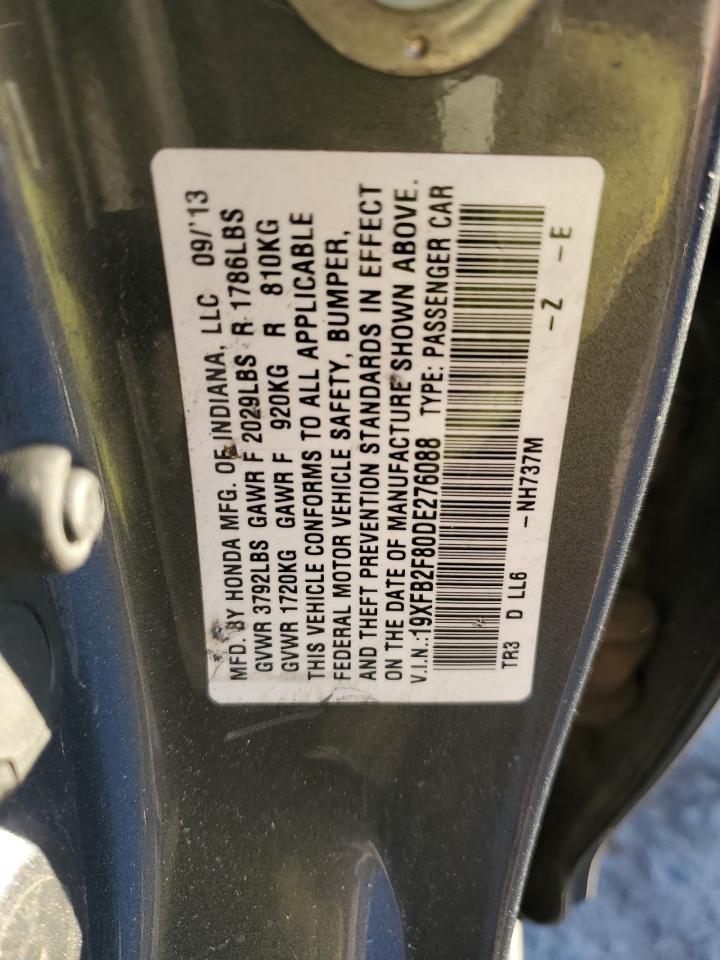 MFD. BY HONDA MFG. OF INDIANA, LLC 09/'13
GVWR 3792LBS GAWR F 2029LBS R 1786LBS
GVWR 1720KG GAWR F 920KG R 810KG
THIS VEHICLE CONFORMS TO ALL APPLICABLE
FEDERAL MOTOR VEHICLE SAFETY, BUMPER,
AND THEFT PREVENTION STANDARDS IN EFFECT
ON THE DATE OF MANUFACTURE SHOWN ABOVE.
V.I.N.:19XFB2F80DE276088 TYPE: PASSENGER CAR
TR3 D LL6 -NH737M -Z -E